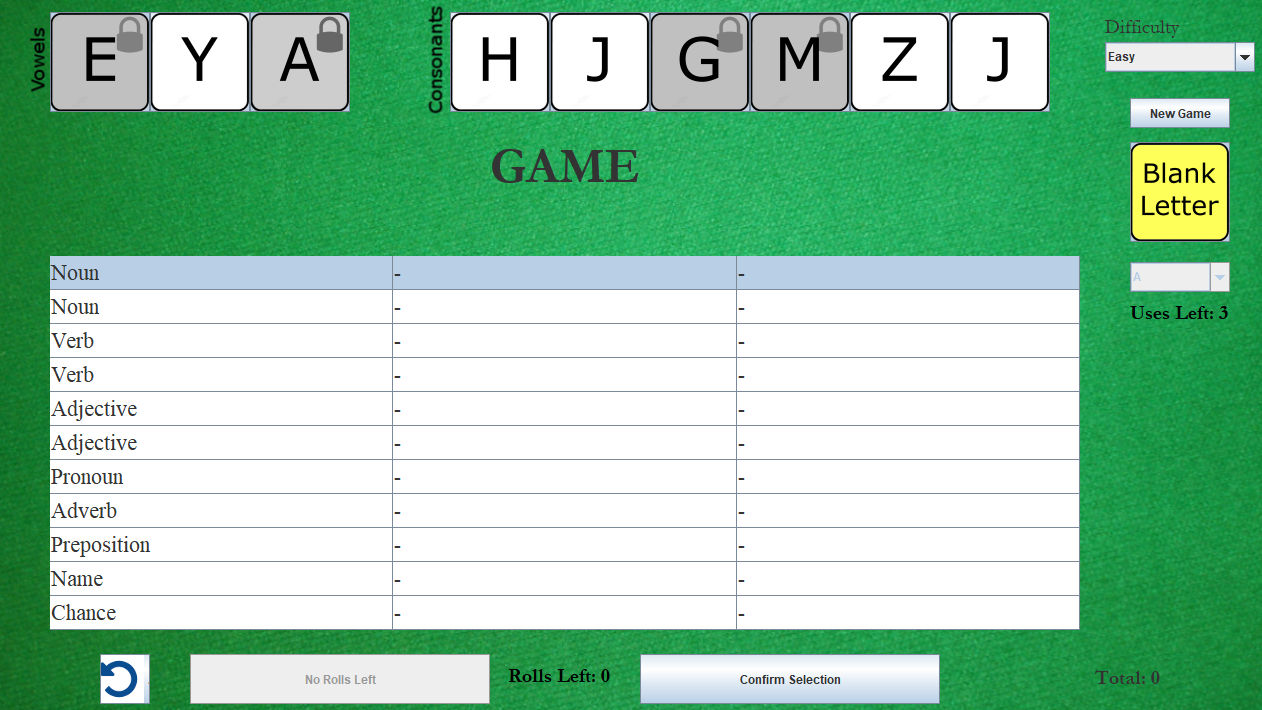 Vowels E Y A Consonants H J G M Z J
Difficulty
Easy
New Game
GAME
Blank
Letter
A
Uses Left: 3
Noun - -
Noun - -
Verb - -
Verb - -
Adjective - -
Adjective - -
Pronoun - -
Adverb - -
Preposition - -
Name - -
Chance - -
No Rolls Left Rolls Left: 0 Confirm Selection Total: 0